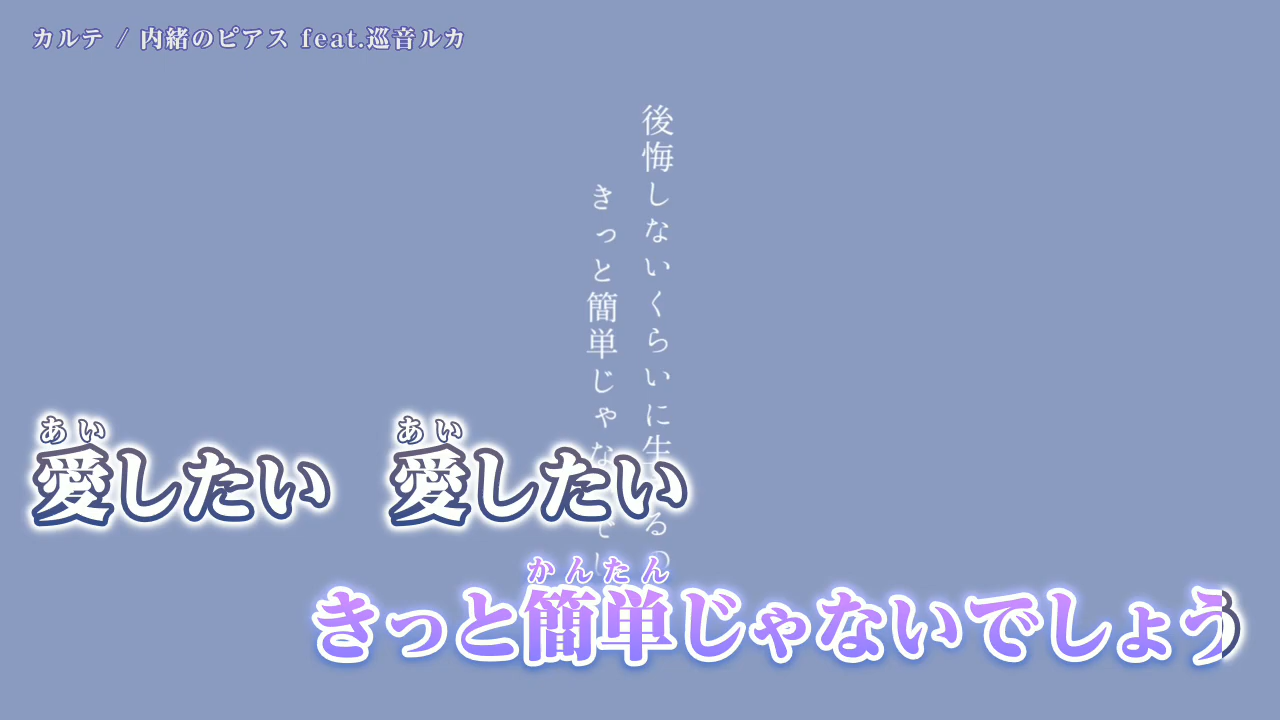 カルテ / 内緒のピアス feat.巡音ルカ
後悔しないくらいに生
るの
きっと簡単じゃな
で
あい あい
愛したい 愛したい
かんたん
きっと簡単じゃないでしょう